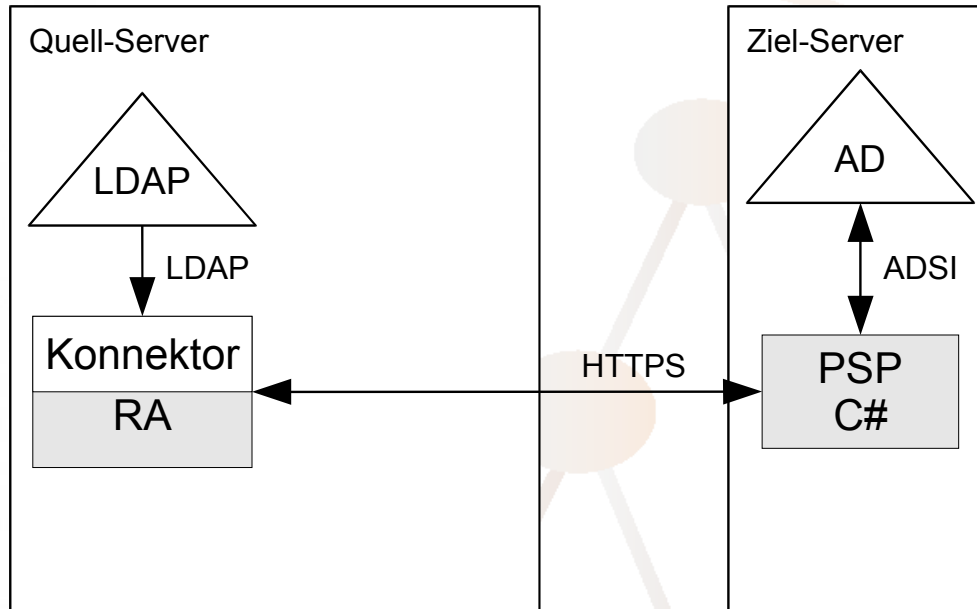 Quell-Server
LDAP
LDAP
Konnektor
RA
HTTPS
Ziel-Server
AD
ADSI
PSP
C#